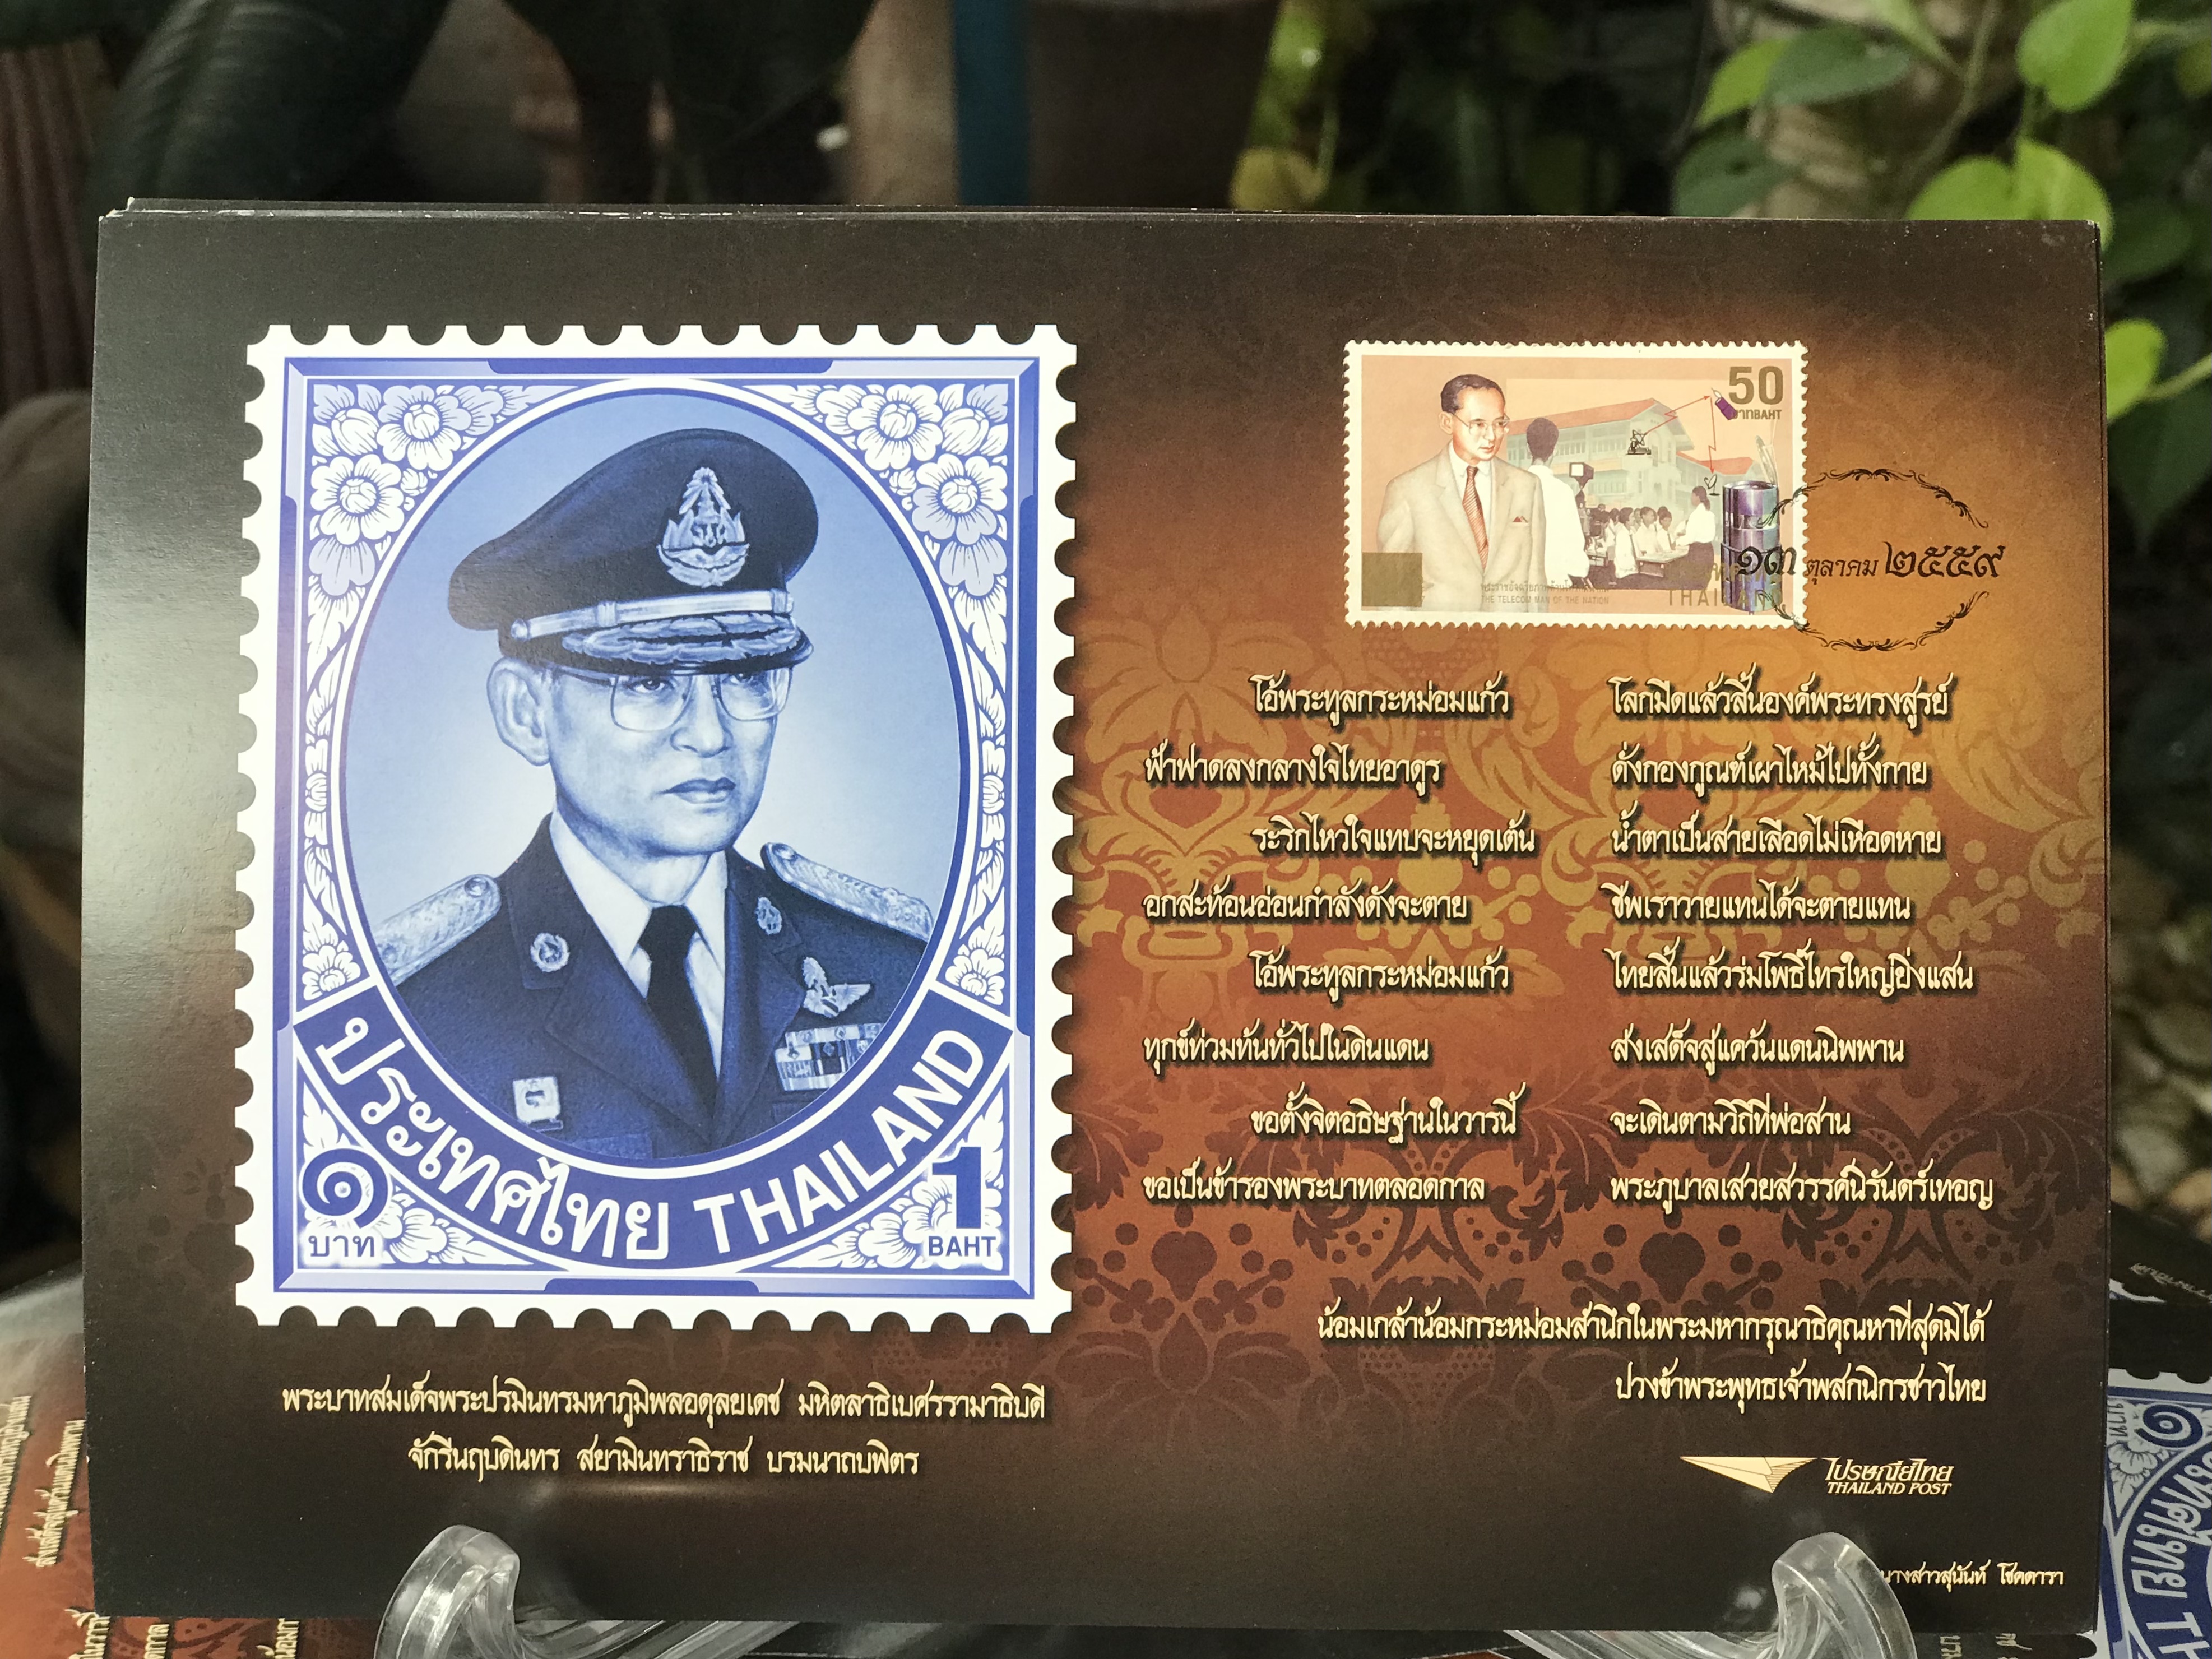 ประเทศไทย THAILAND
๑
บาท
1
BAHT
พระบาทสมเด็จพระปรมินทรมหาภูมิพลอดุลยเดช มหิตลาธิเบศรรามาธิบดี
จักรีนฤบดินทร สยามินทราธิราช บรมนาถบพิตร
50
บาทBAHT
THE TELECOM MAN OF THE NATION
๑๓ ตุลาคม ๒๕๕๙
โอ้พระทูลกระหม่อมแก้ว โลกมืดแล้วสิ้นองค์พระทรงสูรย์
ฟ้าฟาดลงกลางใจไทยอาดูร ดั่งกองกูณฑ์เผาไหม้ไปทั้งกาย
ระริกไหวใจแทบจะหยุดเต้น น้ำตาเป็นสายเลือดไม่เหือดหาย
อกสะท้อนอ่อนกำลังดังจะตาย ชีพเราวายแทนได้จะตายแทน
โอ้พระทูลกระหม่อมแก้ว ไทยสิ้นแล้วร่มโพธิ์ไทรใหญ่ยิ่งแสน
ทุกข์ท่วมท้นทั่วไปในดินแดน ส่งเสด็จสู่แคว้นแดนนิพพาน
ขอตั้งจิตอธิษฐานในวารนี้ จะเดินตามวิถีที่พ่อสาน
ขอเป็นข้ารองพระบาทตลอดกาล พระภูบาลเสวยสวรรค์นิรันดร์เทอญ
น้อมเกล้าน้อมกระหม่อมสำนึกในพระมหากรุณาธิคุณหาที่สุดมิได้
ปวงข้าพระพุทธเจ้าพสกนิกรชาวไทย
ไปรษณีย์ไทย
THAILAND POST
นางสาวสุนันท์ โชคดารา